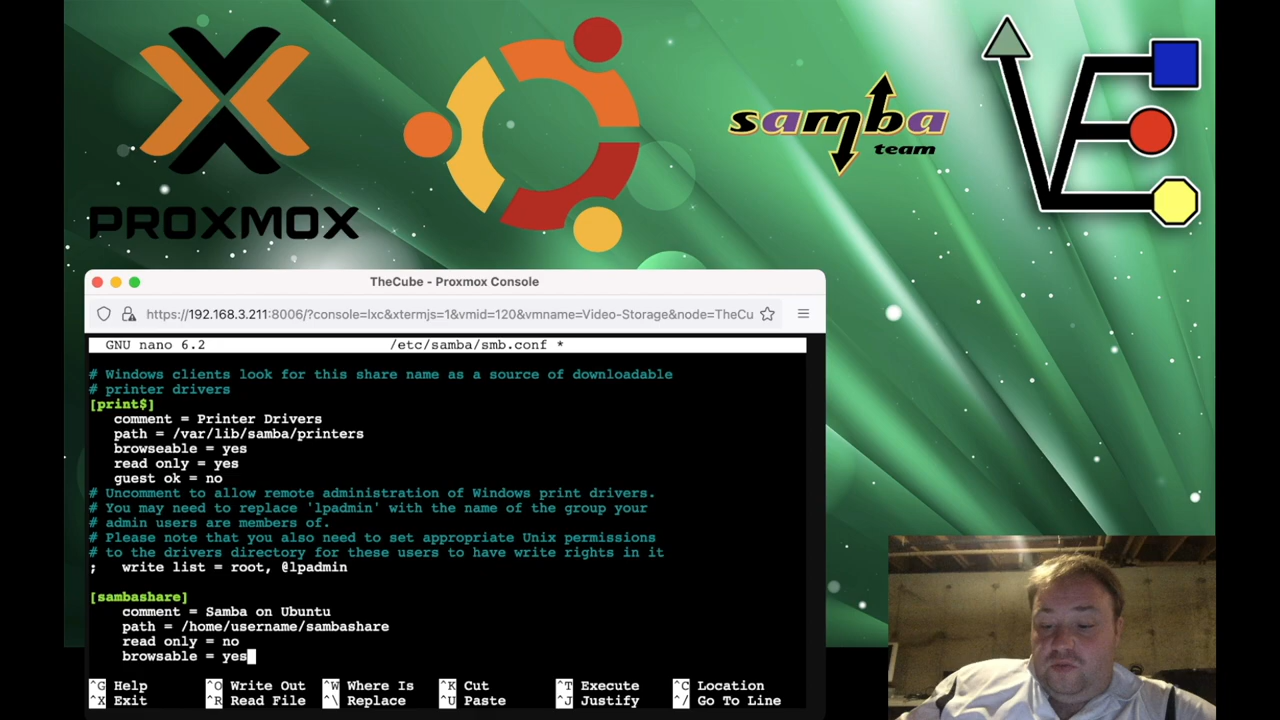 PROXMOX
samba
team
VE
TheCube - Proxmox Console
https://192.168.3.211:8006/?console=lxc&xtermjs=1&vmid=120&vmname=Video-Storage&node=TheCu
GNU nano 6.2 /etc/samba/smb.conf *
# Windows clients look for this share name as a source of downloadable
# printer drivers
[print$]
comment = Printer Drivers
path = /var/lib/samba/printers
browseable = yes
read only = yes
guest ok = no
# Uncomment to allow remote administration of Windows print drivers.
# You may need to replace 'lpadmin' with the name of the group your
# admin users are members of.
# Please note that you also need to set appropriate Unix permissions
# to the drivers directory for these users to have write rights in it
; write list = root, @lpadmin
[sambashare]
comment = Samba on Ubuntu
path = /home/username/sambashare
read only = no
browsable = yes
^G Help ^O Write Out ^W Where Is ^K Cut ^T Execute ^C Location
^X Exit ^R Read File ^\ Replace ^U Paste ^J Justify ^/ Go To Line